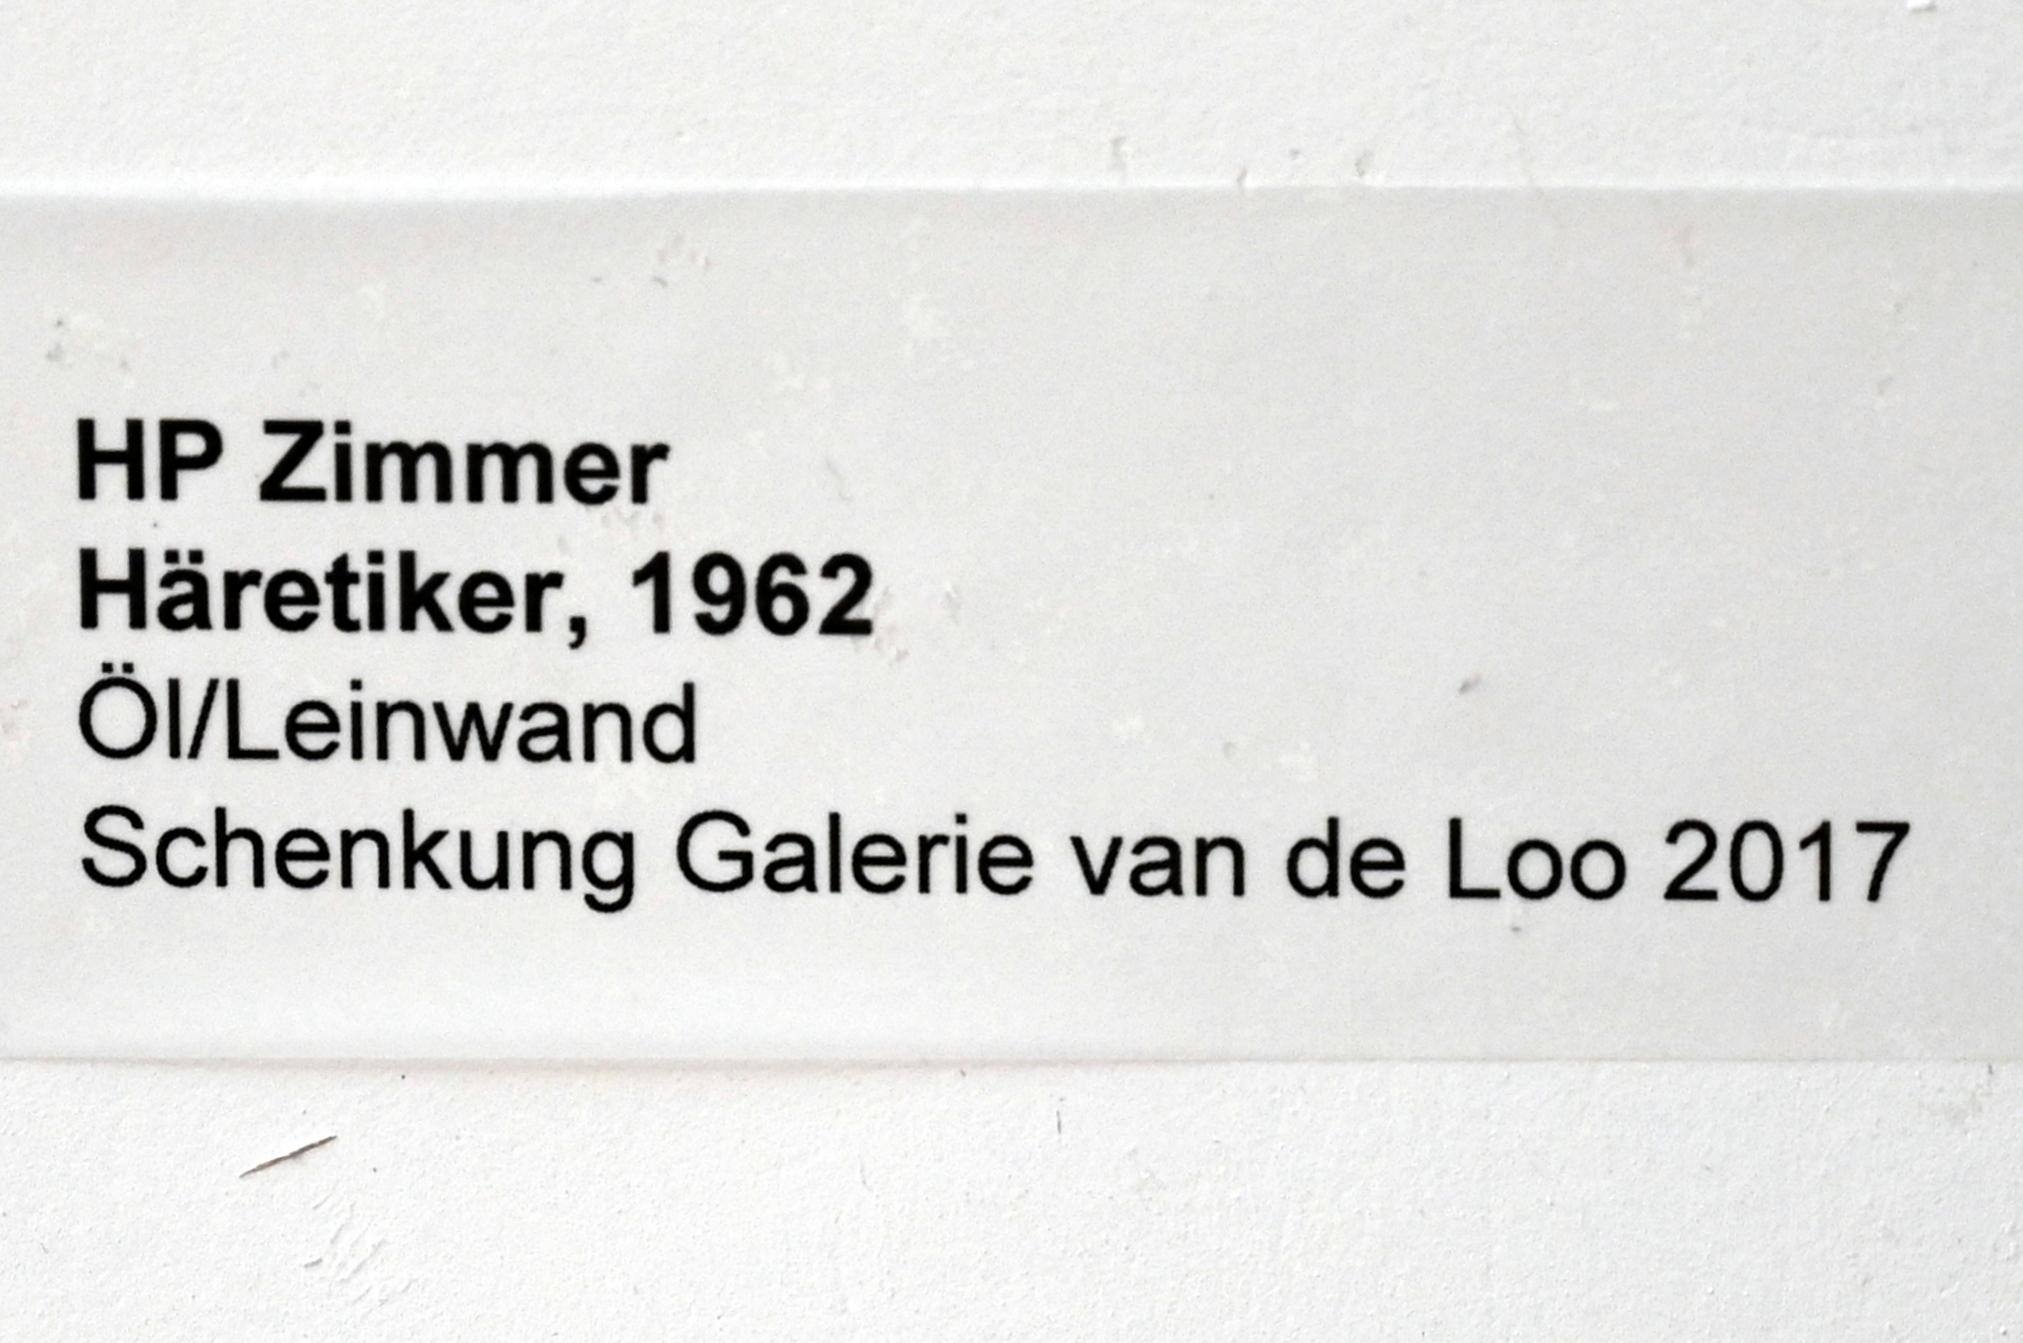 HP Zimmer
Häretiker, 1962
Öl/Leinwand
Schenkung Galerie van de Loo 2017